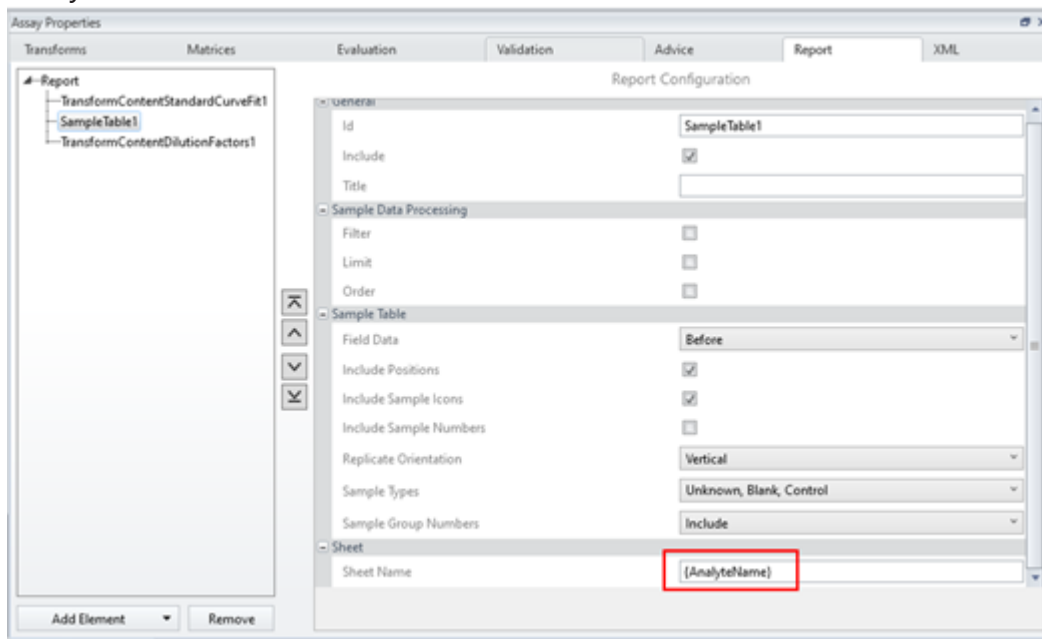 Assay Properties
Transforms Matrices Evaluation Validation Advice Report XML
Report
TransformContentStandardCurveFit1
SampleTable1
TransformContentDilutionFactors1
Report Configuration
General
Id SampleTable1
Include
Title
Sample Data Processing
Filter
Limit
Order
Sample Table
Field Data Before
Include Positions
Include Sample Icons
Include Sample Numbers
Replicate Orientation Vertical
Sample Types Unknown, Blank, Control
Sample Group Numbers Include
Sheet
Sheet Name {AnalyteName}
Add Element Remove